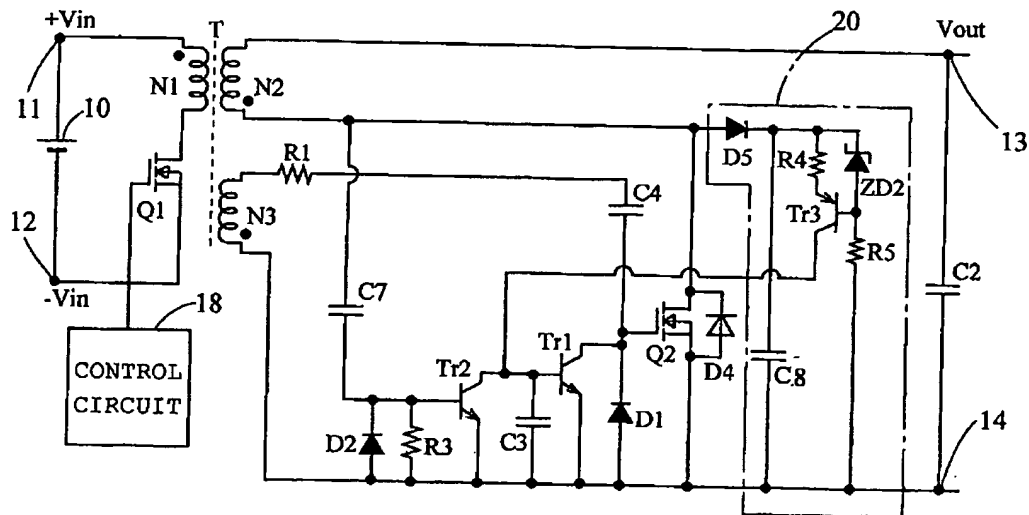 +Vin
T
20
Vout
11
10
N1
N2
13
R1
D5
R4
ZD2
C4
12
Q1
N3
Tr3
R5
-Vin
18
C7
C2
Tr1
Q2
D4
C8
CONTROL
CIRCUIT
Tr2
D2
R3
C3
D1
14